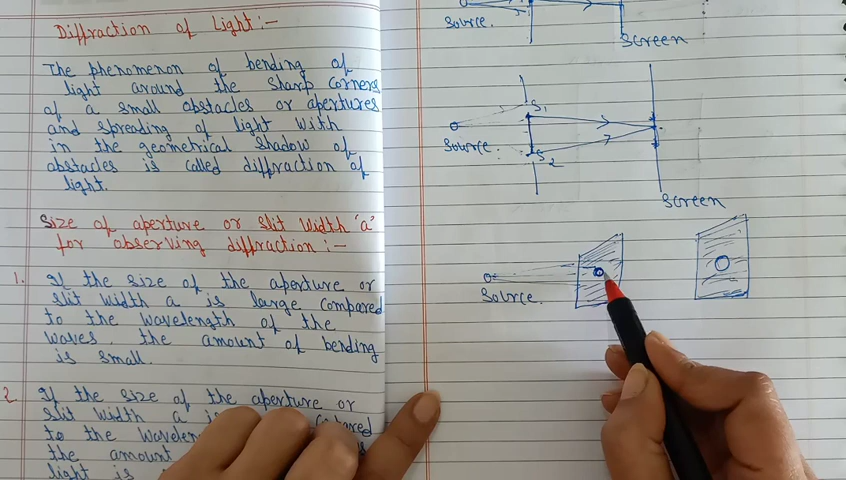 Diffraction of Light:-
The phenomenon of bending of
light around the sharp corners
of a small obstacles or apertures
and spreading of light with
in the geometrical shadow of
obstacles is called diffraction of
light.
Size of aperture or slit width 'a'
for observing diffraction :-
1. If the size of the aperture or
slit width a is large compared
to the wavelength of the
waves. the amount of bending
is small.
2. If the size of the aperture or
slit width a
to the
the amount
light is
Source.
Screen
S1
Source.
S2
Screen
Source.